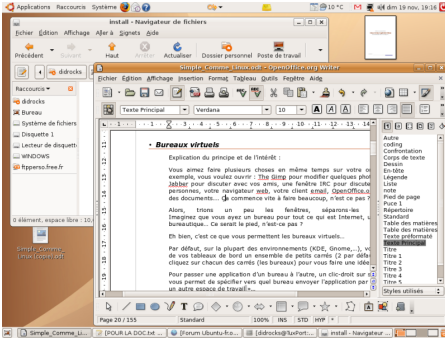 Applications Raccourcis Système
10 °C
dim 19 nov, 19:16
install - Navigateur de fichiers
Fichier Édition Affichage Aller à Signets Aide
Précédent Suivant Haut Arrêter Actualiser Dossier personnel Poste de travail
didrocks
Simple_Comme_Linux.odt - OpenOffice.org Writer
Fichier Edition Affichage Insertion Format Tableau Outils Fenêtre Aide
Texte Principal Verdana 10
Raccourcis
didrocks
Bureau
Système de fichiers
Disquette 1
Lecteur de disquett
WINDOWS
ftpperso.free.fr
0 élément, espace libre : 10,
Simple_Comme_
Linux (copie).odt
Bureaux virtuels
Explication du principe et de l'intérêt :
Vous aimez faire plusieurs choses en même temps sur votre o
exemple, vous voulez ouvrir : The Gimp pour modifier quelques phot
Jabber pour discuter avec vos amis, une fenêtre IRC pour discute
personnes, votre navigateur web, votre client email, OpenOffice.o
des documents... Ça commence vite à faire beaucoup, n'est ce pas ?
Alors, trions un peu les fenêtres, séparons-les
Imaginez que vous ayez un bureau pour tout ce qui est Internet, u
bureautique... Ce serait le pied, n'est-ce pas ?
Eh bien, c'est ce que vous permettent les bureaux virtuels...
Par défaut, sur la plupart des environnements (KDE, Gnome,...), vo
de vos tableaux de bord un ensemble de petits carrés (2 par défau
cliquez sur chacun des carrés (les bureaux) pour vous faire une idée
Pour passer une application d'un bureau à l'autre, un clic-droit sur s
vous permet de spécifier vers quel bureau envoyer l'application par
un autre espace de travail»...
Autre
coding
Confrontation
Corps de texte
Dessin
En-tête
Légende
Liste
note
Pied de page
Puce 1
Répertoire
Standard
Table des matières
Table des matières
Texte préformaté
Texte Principal
Titre
Titre 1
Titre 2
Titre 3
Titre 4
Titre 5
Styles utilisés
Page 20 / 155 Standard 100% INS STD HYP *
Simple_Comme_Li... [POUR LA DOC.txt ... [Forum Ubuntu-fr.o... [didrocks@TuxPort:... install - Navigateur ...